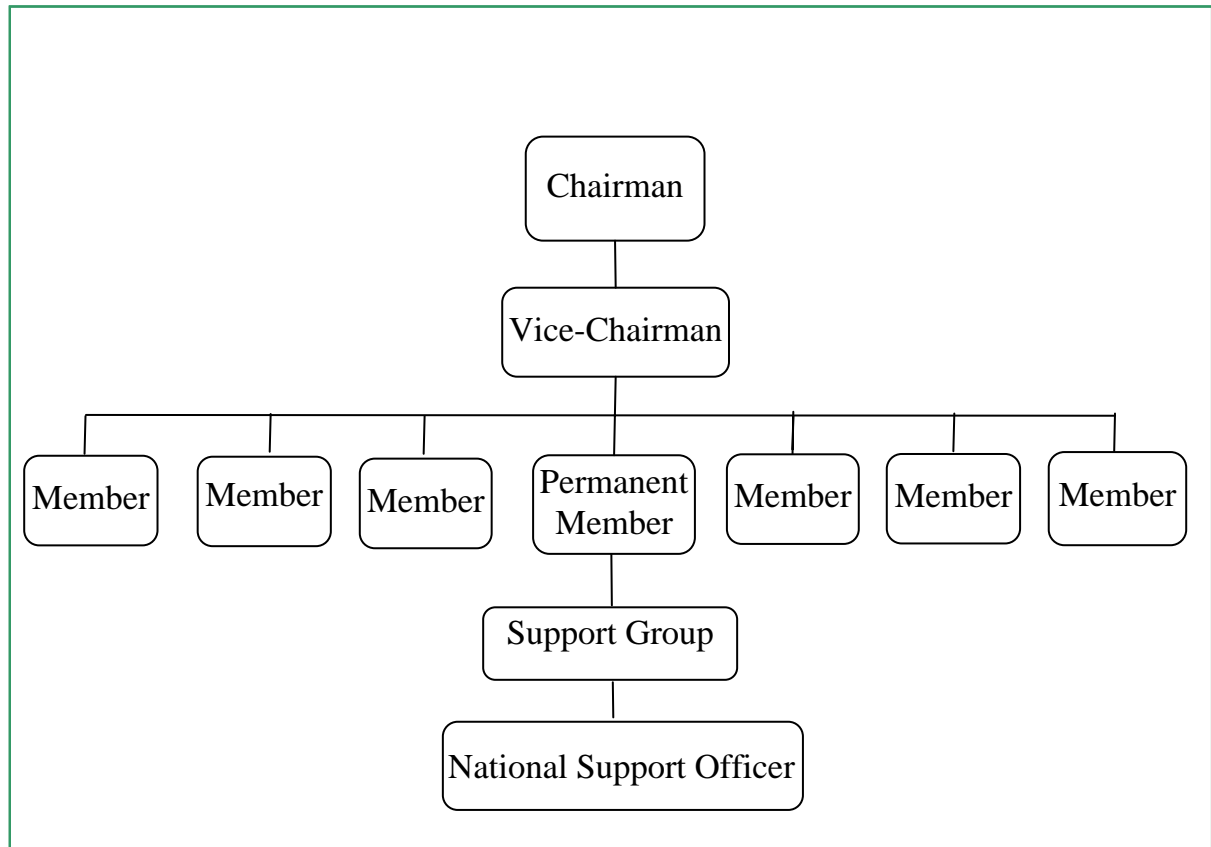 Chairman
Vice-Chairman
Member
Member
Member
Permanent
Member
Member
Member
Member
Support Group
National Support Officer